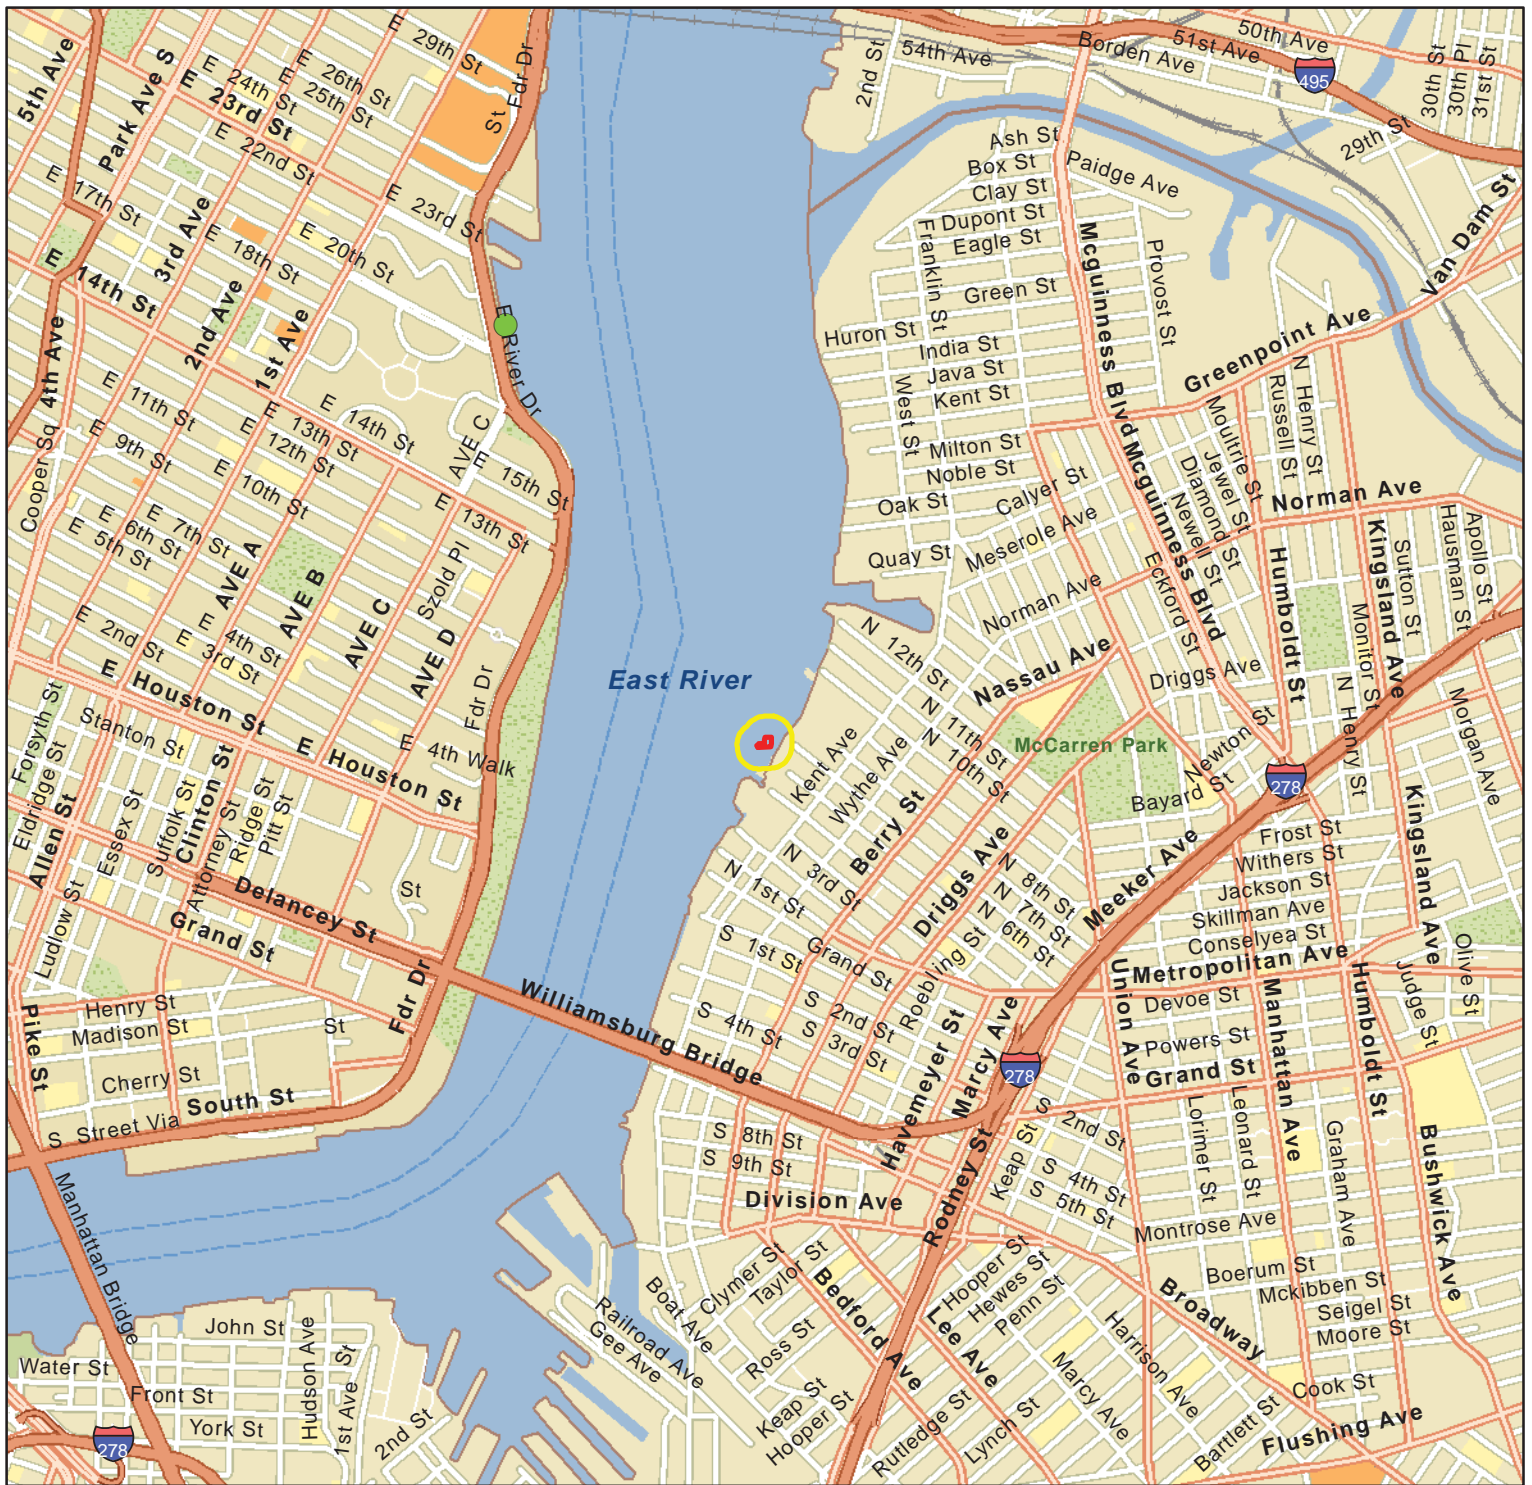 5th Ave
Park Ave S
E 29th St
E 26th St
E 25th St
E 24th St
E 23rd St
E 22nd St
Fdr Dr
St
E 17th St
E 23rd St
E 20th St
E 18th St
3rd Ave
2nd Ave
1st Ave
E 14th St
4th Ave
Cooper Sq
E River Dr
E 11th St
E 9th St
E 14th St
E 13th St
E 12th St
E 10th St
AVE C
E 15th St
E 13th St
E 7th St
E 6th St
E 5th St
AVE A
AVE B
AVE C
AVE D
Szold Pl
E 4th St
E 3rd St
E 2nd St
E Houston St
E Houston St
Fdr Dr
E 4th Walk
Forsyth St
Eldridge St
Allen St
Stanton St
Essex St
Suffolk St
Clinton St
Attorney St
Ridge St
Pitt St
Ludlow St
Delancey St
Grand St
St
Fdr Dr
Pike St
Henry St
Madison St
St
Cherry St
South St
S Street Via
Manhattan Bridge
Williamsburg Bridge
East River
2nd St
54th Ave
Borden Ave
51st Ave
50th Ave
495
30th St
30th Pl
31st St
29th St
Van Dam St
Ash St
Box St
Clay St
Dupont St
Eagle St
Paidge Ave
Franklin St
Green St
Mcguinness Blvd
Provost St
Huron St
India St
Java St
Kent St
West St
Greenpoint Ave
Milton St
Noble St
Oak St
Calyer St
Quay St
Meserole Ave
Mcguinness Blvd
Moultrie St
Jewel St
Diamond St
Newell St
Russell St
N Henry St
Norman Ave
Norman Ave
Eckford St
Humboldt St
Kingsland Ave
Sutton St
Monitor St
Hausman St
Apollo St
N 12th St
Nassau Ave
Driggs Ave
N 11th St
N 10th St
McCarren Park
Newton St
Bayard St
N Henry St
278
Morgan Ave
Kent Ave
Wythe Ave
Berry St
Driggs Ave
Meeker Ave
Frost St
Withers St
Jackson St
Skillman Ave
Conselyea St
Kingsland Ave
N 8th St
N 7th St
N 6th St
N 3rd St
N 1st St
S 1st St
Grand St
Roebling St
Metropolitan Ave
Olive St
Judge St
Union Ave
Devoe St
Manhattan Ave
Humboldt St
S 2nd St
S 3rd St
S 4th St
Havemeyer St
Marcy Ave
278
Powers St
Grand St
S 8th St
S 9th St
Division Ave
Rodney St
Keap St
S 2nd St
S 4th St
S 5th St
Lorimer St
Leonard St
Graham Ave
Bushwick Ave
Montrose Ave
Boerum St
Mckibben St
Seigel St
Moore St
Cook St
Broadway
Hooper St
Hewes St
Penn St
Harrison Ave
Marcy Ave
Lee Ave
Bedford Ave
Clymer St
Taylor St
Ross St
Keap St
Hooper St
Rutledge St
Lynch St
Bartlett St
Flushing Ave
Boat Ave
Railroad Ave
Gee Ave
John St
Water St
Front St
York St
Hudson Ave
1st Ave
St
2nd St
278